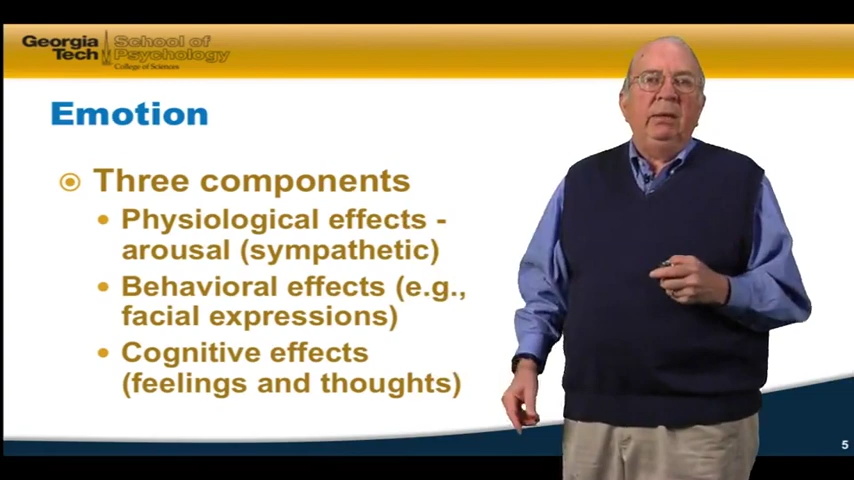 Georgia
Tech
School of
Psychology
College of Sciences
Emotion
Three components
Physiological effects -
arousal (sympathetic)
Behavioral effects (e.g.,
facial expressions)
Cognitive effects
(feelings and thoughts)
5